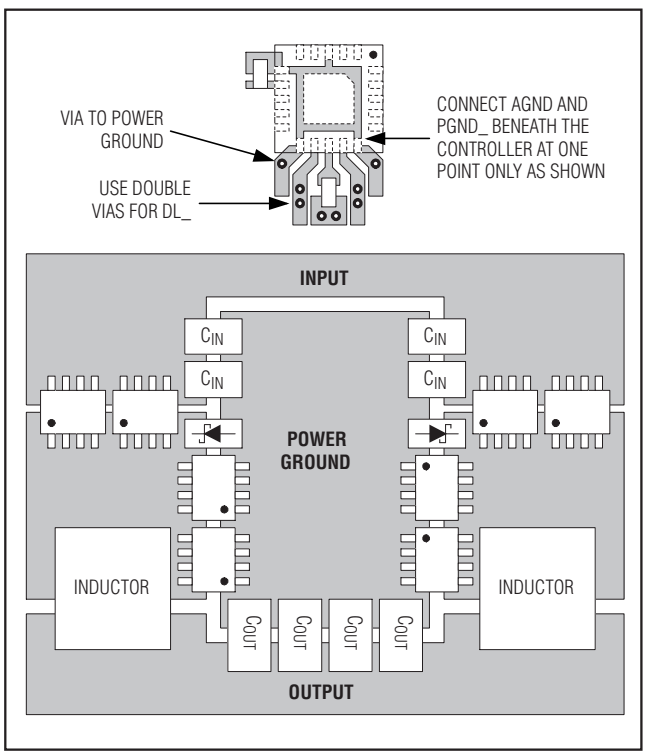 VIA TO POWER
GROUND
USE DOUBLE
VIAS FOR DL_
CONNECT AGND AND
PGND_ BENEATH THE
CONTROLLER AT ONE
POINT ONLY AS SHOWN
INPUT
CIN
CIN
CIN
CIN
POWER
GROUND
INDUCTOR
INDUCTOR
COUT
COUT
COUT
COUT
OUTPUT